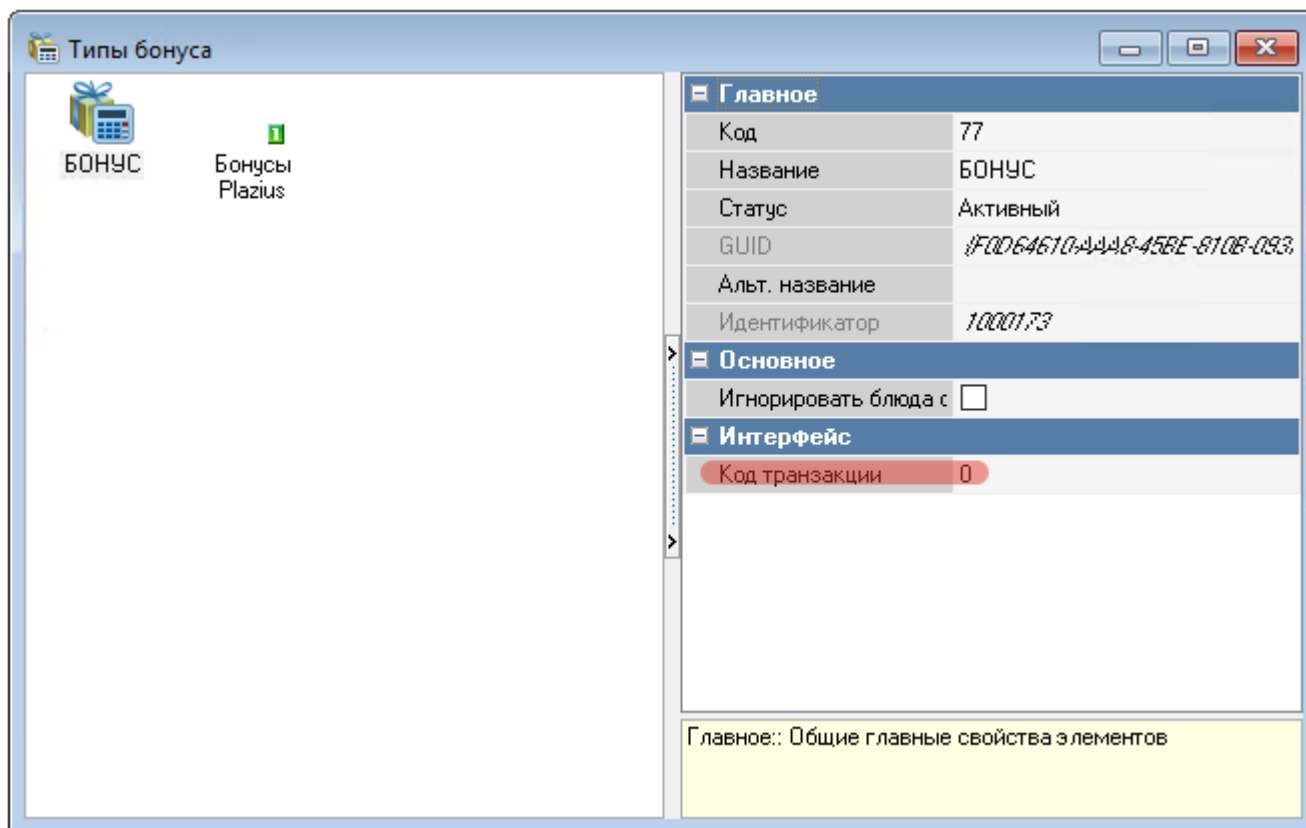 Типы бонуса
БОНУС
Бонусы
Plazius
Главное
Код 77
Название БОНУС
Статус Активный
GUID {F0D64610-AAA8-45BE-810B-093
Альт. название
Идентификатор 1000173
Основное
Игнорировать блюда с
Интерфейс
Код транзакции 0
Главное:: Общие главные свойства элементов